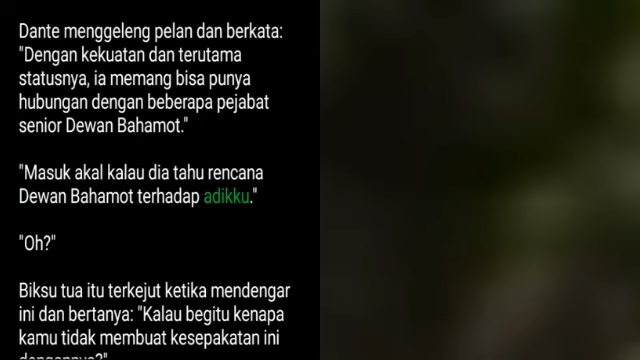 Dante menggeleng pelan dan berkata:
"Dengan kekuatan dan terutama
statusnya, ia memang bisa punya
hubungan dengan beberapa pejabat
senior Dewan Bahamot."
"Masuk akal kalau dia tahu rencana
Dewan Bahamot terhadap adikku."
"Oh?"
Biksu tua itu terkejut ketika mendengar
ini dan bertanya: "Kalau begitu kenapa
kamu tidak membuat kesepakatan ini
dengannya?"